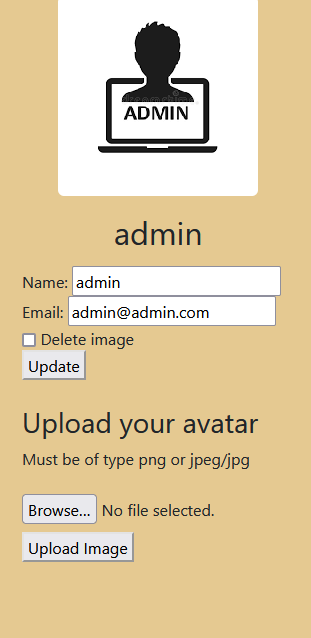 ADMIN
admin
Name: admin
Email: admin@admin.com
Delete image
Update
Upload your avatar
Must be of type png or jpeg/jpg
Browse... No file selected.
Upload Image